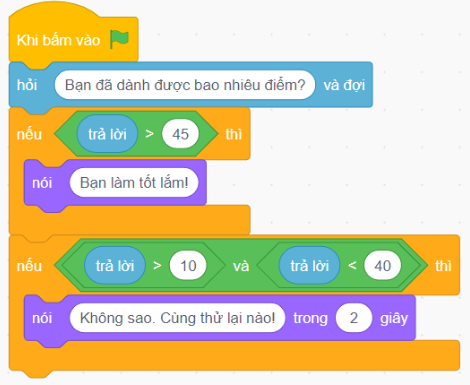 Khi bấm vào
hỏi Bạn đã dành được bao nhiêu điểm? và đợi
nếu trả lời > 45 thì
nói Bạn làm tốt lắm!
nếu trả lời > 10 và trả lời < 40 thì
nói Không sao. Cùng thử lại nào! trong 2 giây